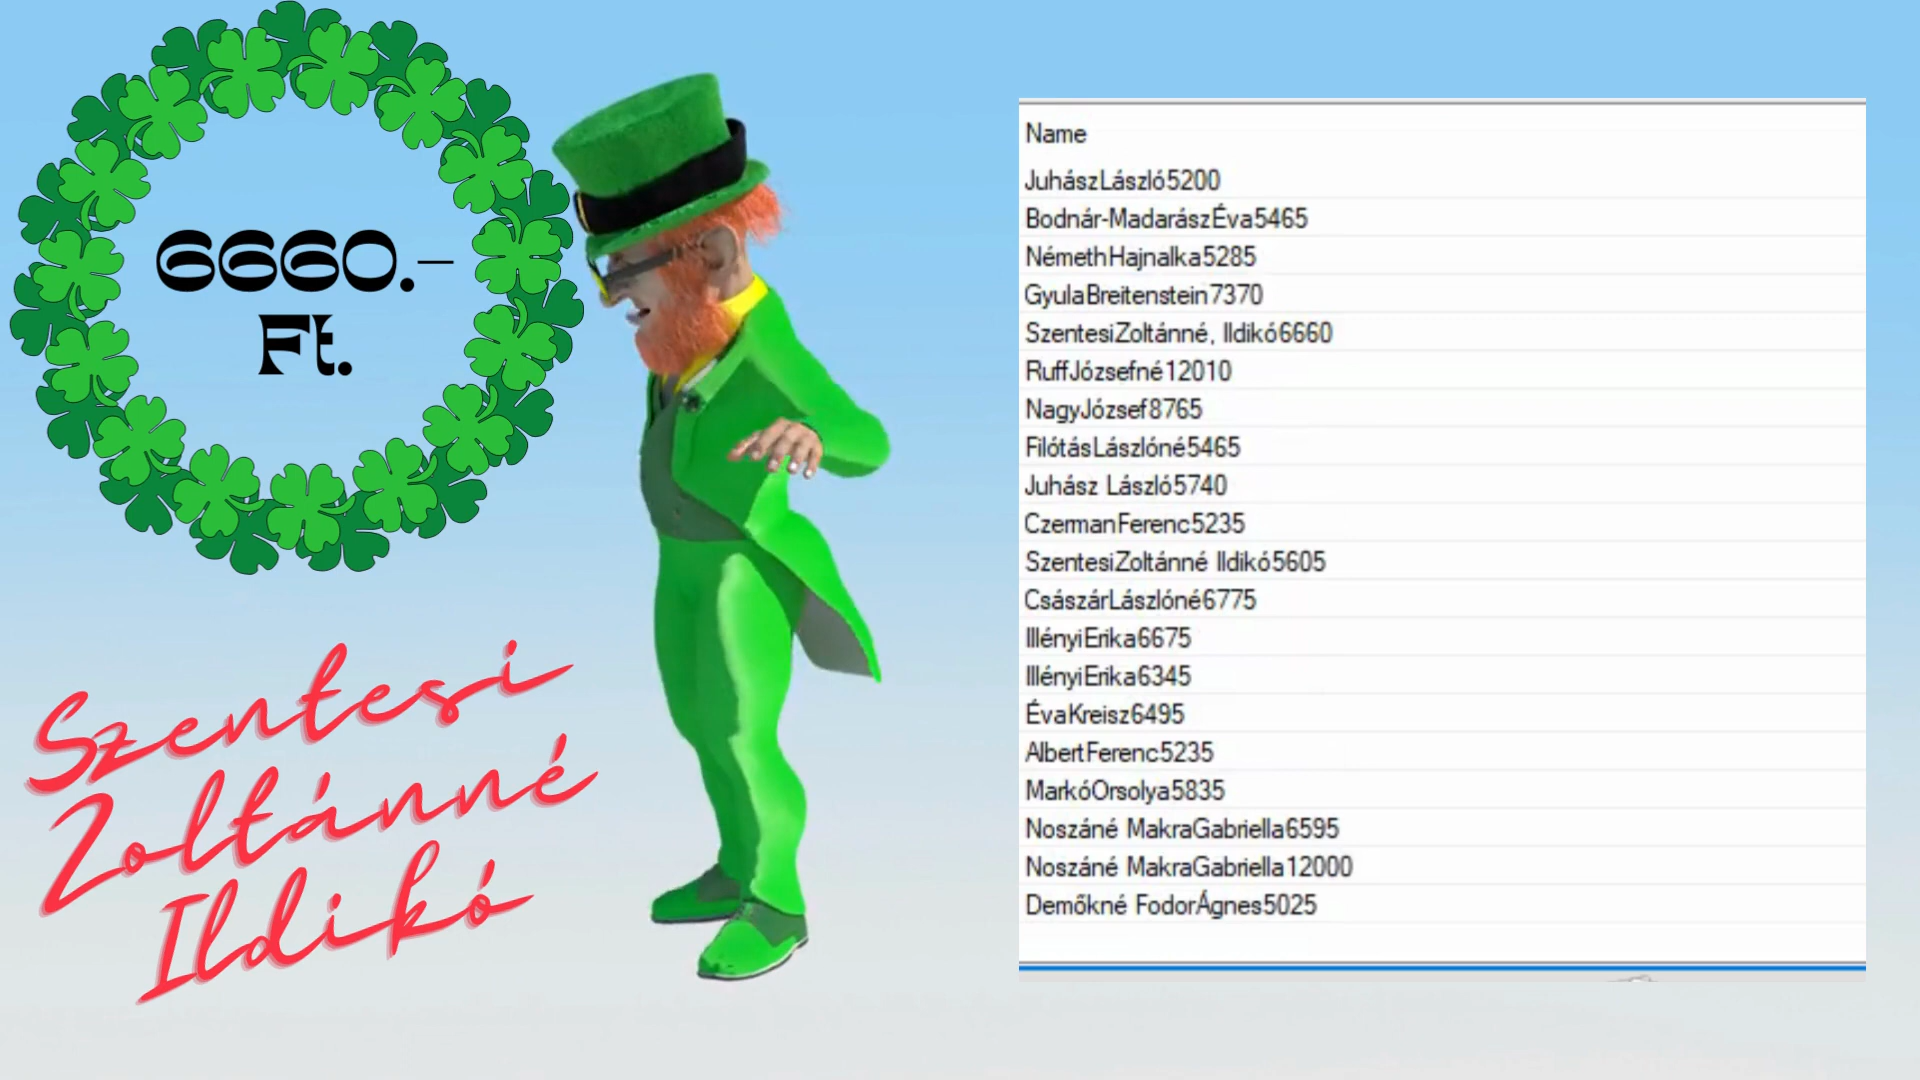 6660.–
Ft.
Szentesi
Zoltánné
Ildikó
Name
JuhászLászló5200
Bodnár-MadarászÉva5465
NémethHajnalka5285
GyulaBreitenstein7370
SzentesiZoltánné, Ildikó6660
RuffJózsefné12010
NagyJózsef8765
FilótásLászlóné5465
Juhász László5740
CzermanFerenc5235
SzentesiZoltánné Ildikó5605
CsászárLászlóné6775
IllényiErika6675
IllényiErika6345
ÉvaKreisz6495
AlbertFerenc5235
MarkóOrsolya5835
Noszáné MakraGabriella6595
Noszáné MakraGabriella12000
Demőkné FodorÁgnes5025